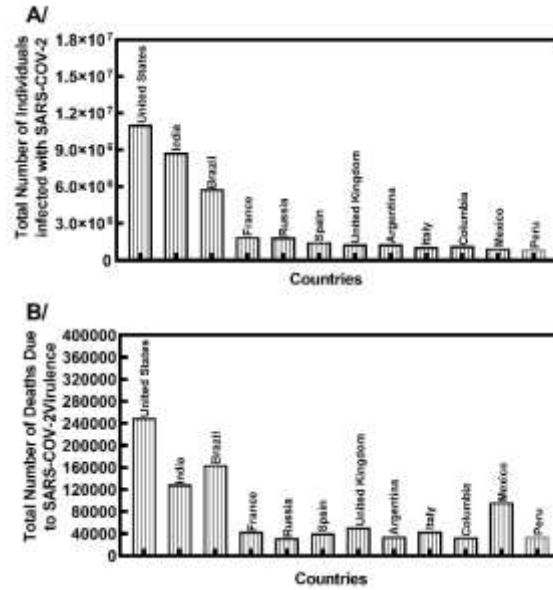 A/
Total Number of Individuals
infected with SARS-COV-2
1.8×10⁷
1.5×10⁷
1.2×10⁷
9.0×10⁶
6.0×10⁶
3.0×10⁶
0
United States
India
Brazil
France
Russia
Spain
United Kingdom
Argentina
Italy
Columbia
Mexico
Peru
Countries
B/
Total Number of Deaths Due
to SARS-COV-2Virulence
400000
360000
320000
280000
240000
200000
160000
120000
80000
40000
0
United States
India
Brazil
France
Russia
Spain
United Kingdom
Argentina
Italy
Columbia
Mexico
Peru
Countries